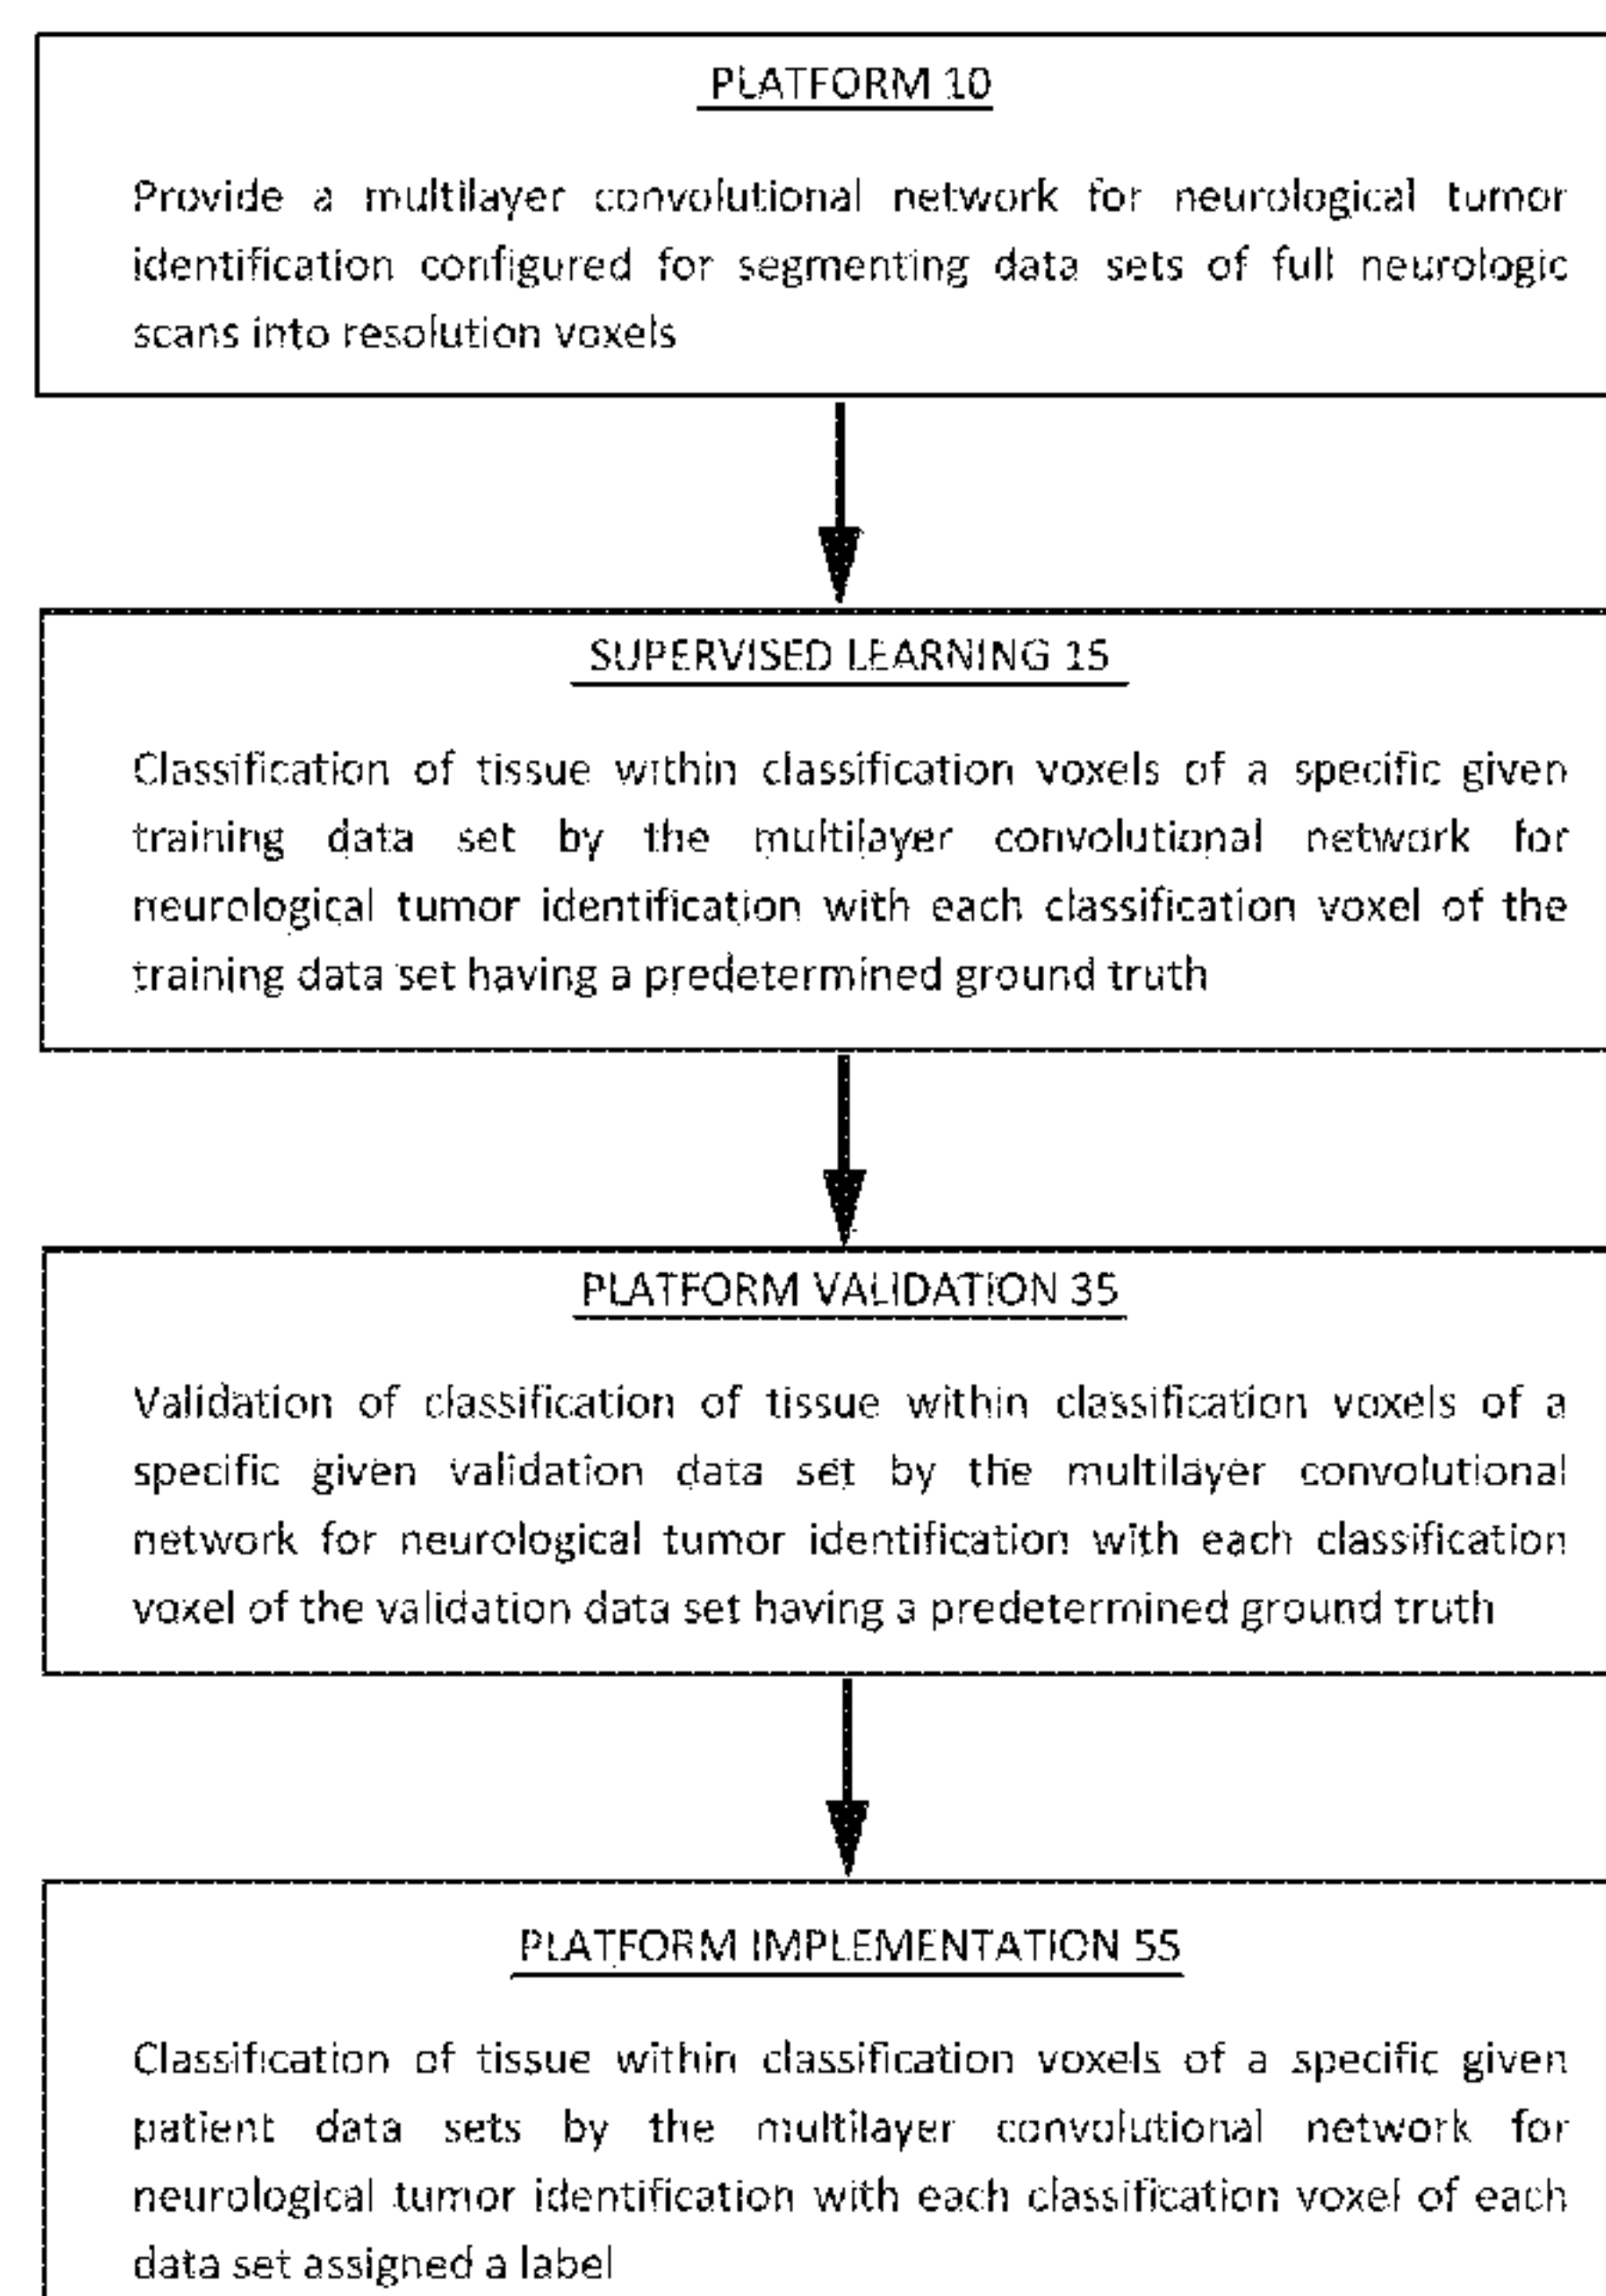 PLATFORM 10
Provide a multilayer convolutional network for neurological tumor
identification configured for segmenting data sets of full neurologic
scans into resolution voxels
SUPERVISED LEARNING 15
Classification of tissue within classification voxels of a specific given
training data set by the multilayer convolutional network for
neurological tumor identification with each classification voxel of the
training data set having a predetermined ground truth
PLATFORM VALIDATION 35
Validation of classification of tissue within classification voxels of a
specific given validation data set by the multilayer convolutional
network for neurological tumor identification with each classification
voxel of the validation data set having a predetermined ground truth
PLATFORM IMPLEMENTATION 55
Classification of tissue within classification voxels of a specific given
patient data sets by the multilayer convolutional network for
neurological tumor identification with each classification voxel of each
data set assigned a label